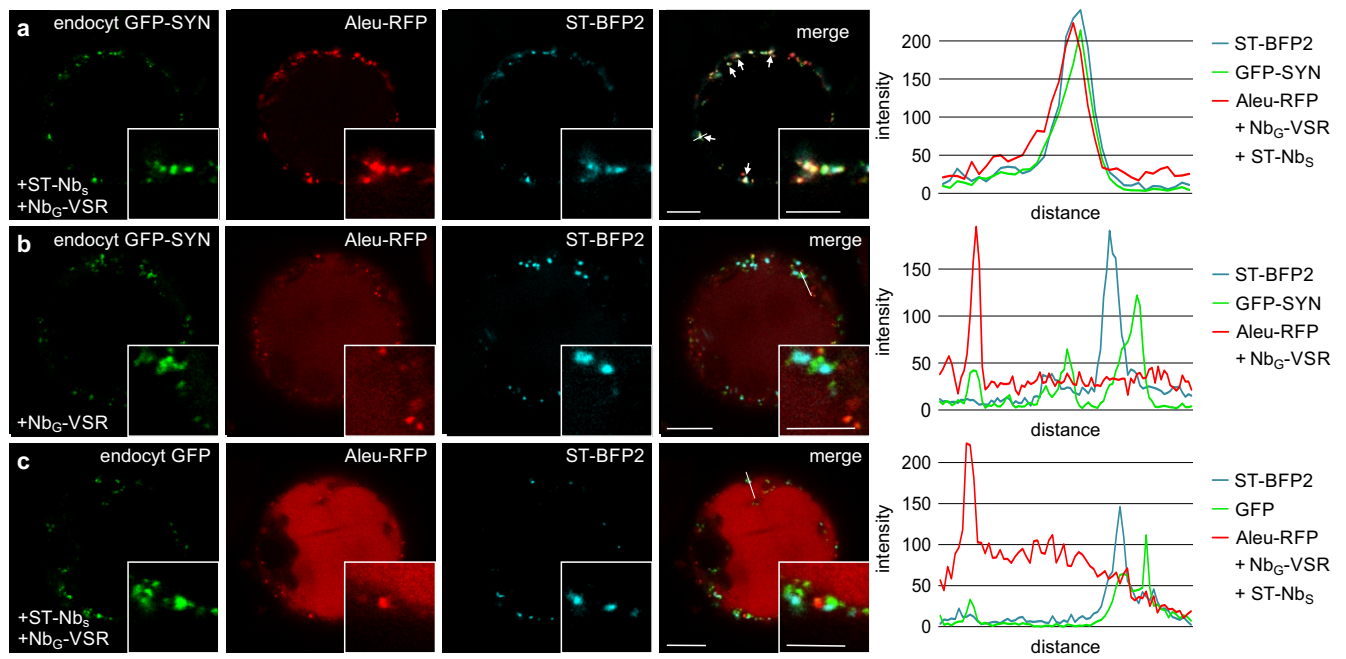 a endocyt GFP-SYN Aleu-RFP ST-BFP2 merge
+ST-Nbs
+NbG-VSR
intensity
200
150
100
50
0
distance
ST-BFP2
GFP-SYN
Aleu-RFP
+ NbG-VSR
+ ST-NbS
b endocyt GFP-SYN Aleu-RFP ST-BFP2 merge
+NbG-VSR
intensity
150
100
50
0
distance
ST-BFP2
GFP-SYN
Aleu-RFP
+ NbG-VSR
c endocyt GFP Aleu-RFP ST-BFP2 merge
+ST-Nbs
+NbG-VSR
intensity
200
150
100
50
0
distance
ST-BFP2
GFP
Aleu-RFP
+ NbG-VSR
+ ST-NbS